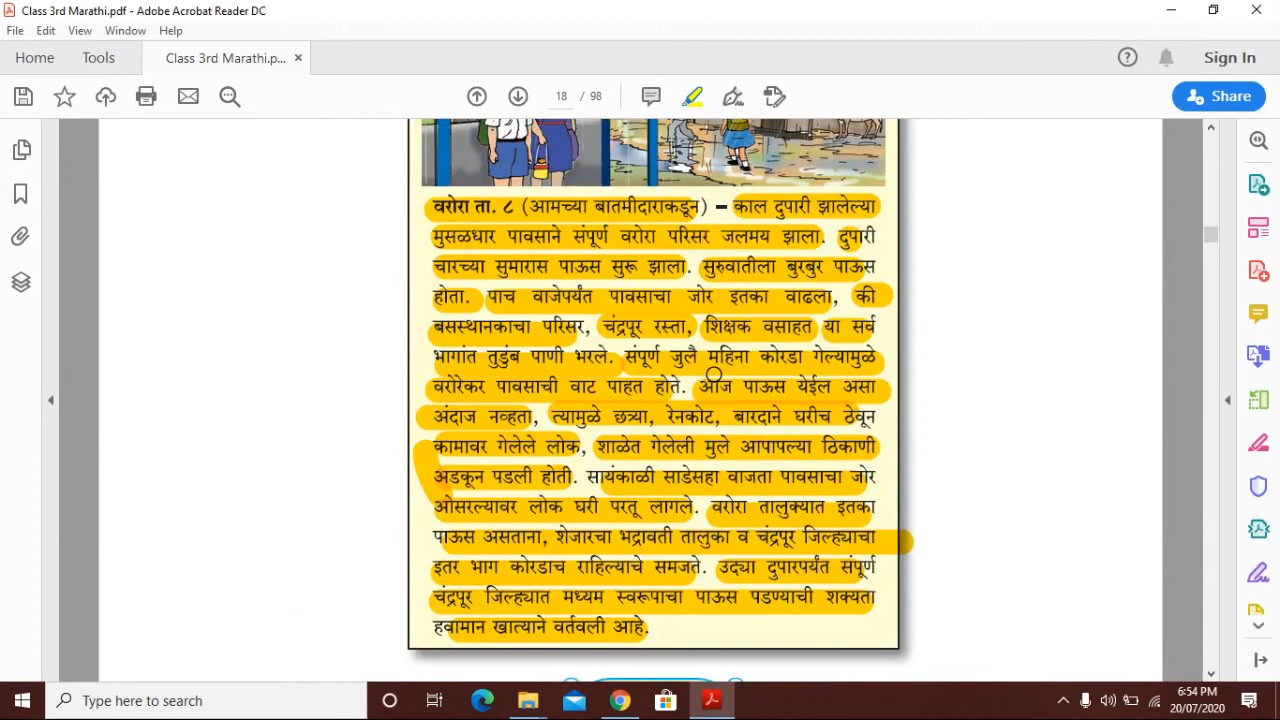 Class 3rd Marathi.pdf - Adobe Acrobat Reader DC
File Edit View Window Help
Home Tools Class 3rd Marathi.p... × Sign In
18 / 98 Share
वरोरा ता. ८ (आमच्या बातमीदाराकडून) – काल दुपारी झालेल्या
मुसळधार पावसाने संपूर्ण वरोरा परिसर जलमय झाला. दुपारी
चारच्या सुमारास पाऊस सुरू झाला. सुरुवातीला बुरबुर पाऊस
होता. पाच वाजेपर्यंत पावसाचा जोर इतका वाढला, की
बसस्थानकाचा परिसर, चंद्रपूर रस्ता, शिक्षक वसाहत या सर्व
भागांत तुडुंब पाणी भरले. संपूर्ण जुलै महिना कोरडा गेल्यामुळे
वरोरेकर पावसाची वाट पाहत होते. आज पाऊस येईल असा
अंदाज नव्हता, त्यामुळे छत्र्या, रेनकोट, बारदाने घरीच ठेवून
कामावर गेलेले लोक, शाळेत गेलेली मुले आपापल्या ठिकाणी
अडकून पडली होती. सायंकाळी साडेसहा वाजता पावसाचा जोर
ओसरल्यावर लोक घरी परतू लागले. वरोरा तालुक्यात इतका
पाऊस असताना, शेजारचा भद्रावती तालुका व चंद्रपूर जिल्ह्याचा
इतर भाग कोरडाच राहिल्याचे समजते. उद्या दुपारपर्यंत संपूर्ण
चंद्रपूर जिल्ह्यात मध्यम स्वरूपाचा पाऊस पडण्याची शक्यता
हवामान खात्याने वर्तवली आहे.
Type here to search
6:54 PM
20/07/2020